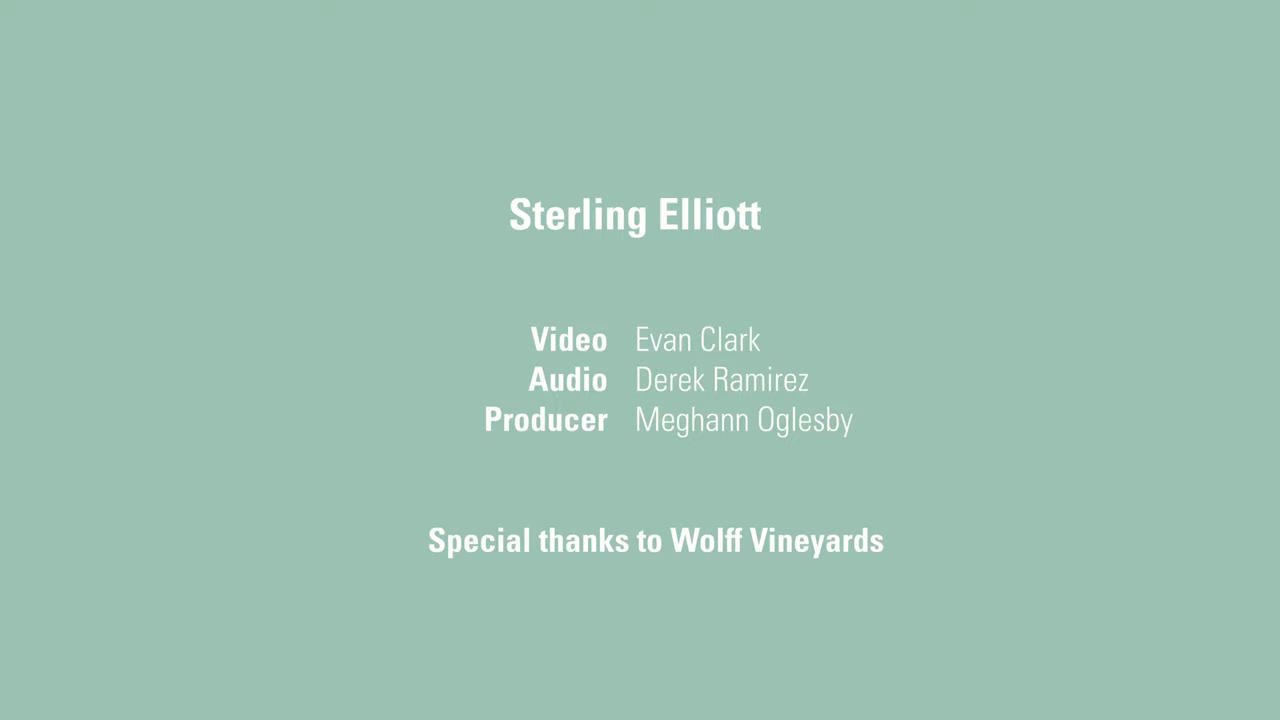 Sterling Elliott
Video Evan Clark
Audio Derek Ramirez
Producer Meghann Oglesby
Special thanks to Wolff Vineyards